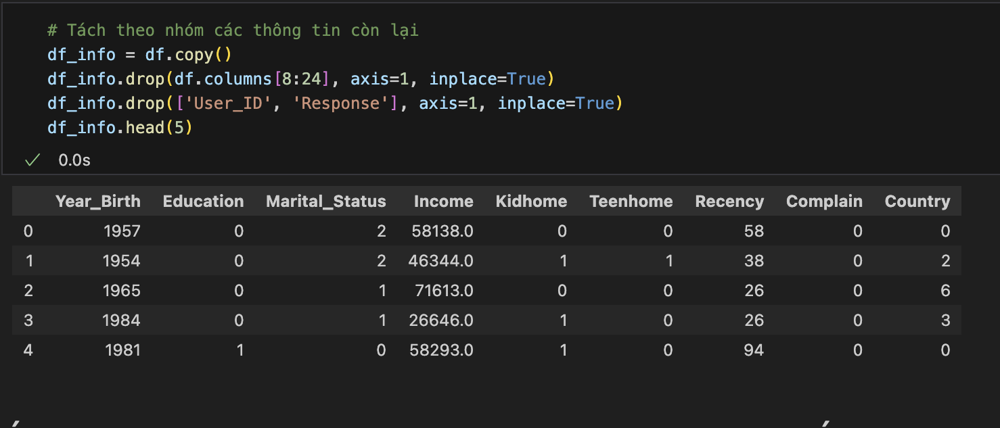 # Tách theo nhóm các thông tin còn lại
df_info = df.copy()
df_info.drop(df.columns[8:24], axis=1, inplace=True)
df_info.drop(['User_ID', 'Response'], axis=1, inplace=True)
df_info.head(5)
0.0s
Year_Birth Education Marital_Status Income Kidhome Teenhome Recency Complain Country
0 1957 0 2 58138.0 0 0 58 0 0
1 1954 0 2 46344.0 1 1 38 0 2
2 1965 0 1 71613.0 0 0 26 0 6
3 1984 0 1 26646.0 1 0 26 0 3
4 1981 1 0 58293.0 1 0 94 0 0